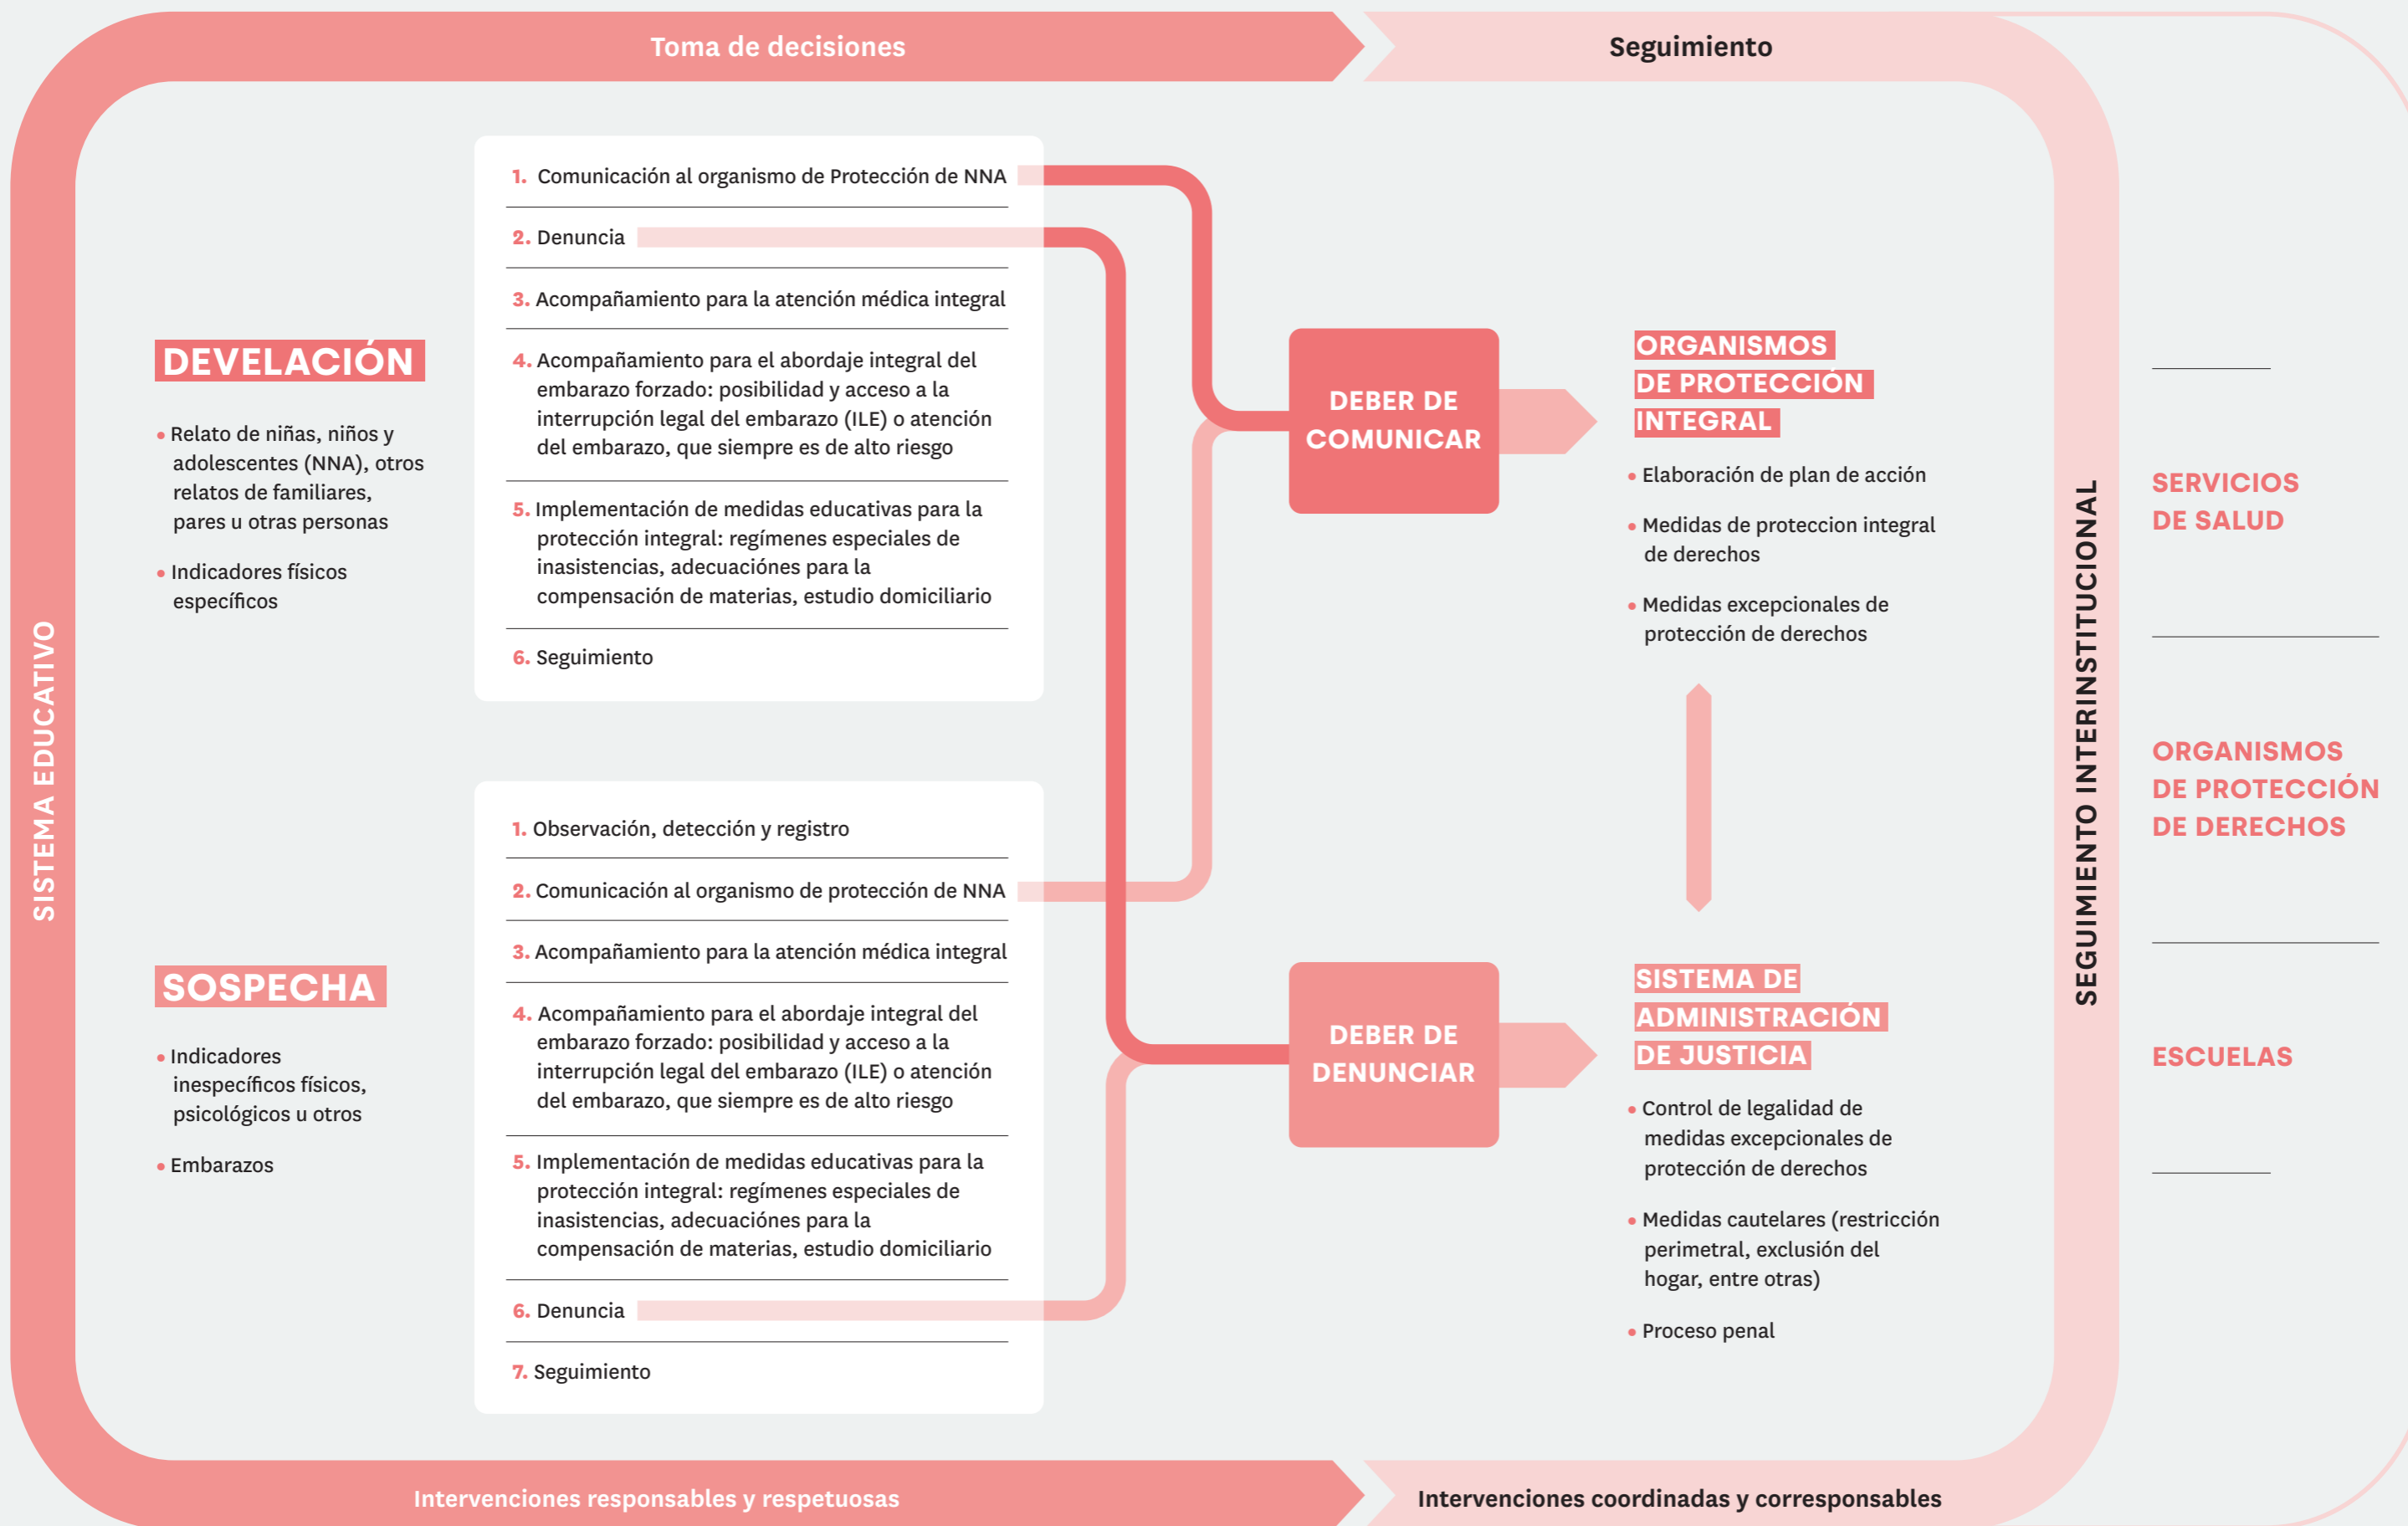 Toma de decisiones
Seguimiento
SISTEMA EDUCATIVO
DEVELACIÓN
• Relato de niñas, niños y
adolescentes (NNA), otros
relatos de familiares,
pares u otras personas
• Indicadores físicos
específicos
1. Comunicación al organismo de Protección de NNA
2. Denuncia
3. Acompañamiento para la atención médica integral
4. Acompañamiento para el abordaje integral del
embarazo forzado: posibilidad y acceso a la
interrupción legal del embarazo (ILE) o atención
del embarazo, que siempre es de alto riesgo
5. Implementación de medidas educativas para la
protección integral: regímenes especiales de
inasistencias, adecuaciónes para la
compensación de materias, estudio domiciliario
6. Seguimiento
SOSPECHA
• Indicadores
inespecíficos físicos,
psicológicos u otros
• Embarazos
1. Observación, detección y registro
2. Comunicación al organismo de protección de NNA
3. Acompañamiento para la atención médica integral
4. Acompañamiento para el abordaje integral del
embarazo forzado: posibilidad y acceso a la
interrupción legal del embarazo (ILE) o atención
del embarazo, que siempre es de alto riesgo
5. Implementación de medidas educativas para la
protección integral: regímenes especiales de
inasistencias, adecuaciónes para la
compensación de materias, estudio domiciliario
6. Denuncia
7. Seguimiento
DEBER DE
COMUNICAR
ORGANISMOS
DE PROTECCIÓN
INTEGRAL
• Elaboración de plan de acción
• Medidas de proteccion integral
de derechos
• Medidas excepcionales de
protección de derechos
DEBER DE
DENUNCIAR
SISTEMA DE
ADMINISTRACIÓN
DE JUSTICIA
• Control de legalidad de
medidas excepcionales de
protección de derechos
• Medidas cautelares (restricción
perimetral, exclusión del
hogar, entre otras)
• Proceso penal
SEGUIMIENTO INTERINSTITUCIONAL
SERVICIOS
DE SALUD
ORGANISMOS
DE PROTECCIÓN
DE DERECHOS
ESCUELAS
Intervenciones responsables y respetuosas
Intervenciones coordinadas y corresponsables